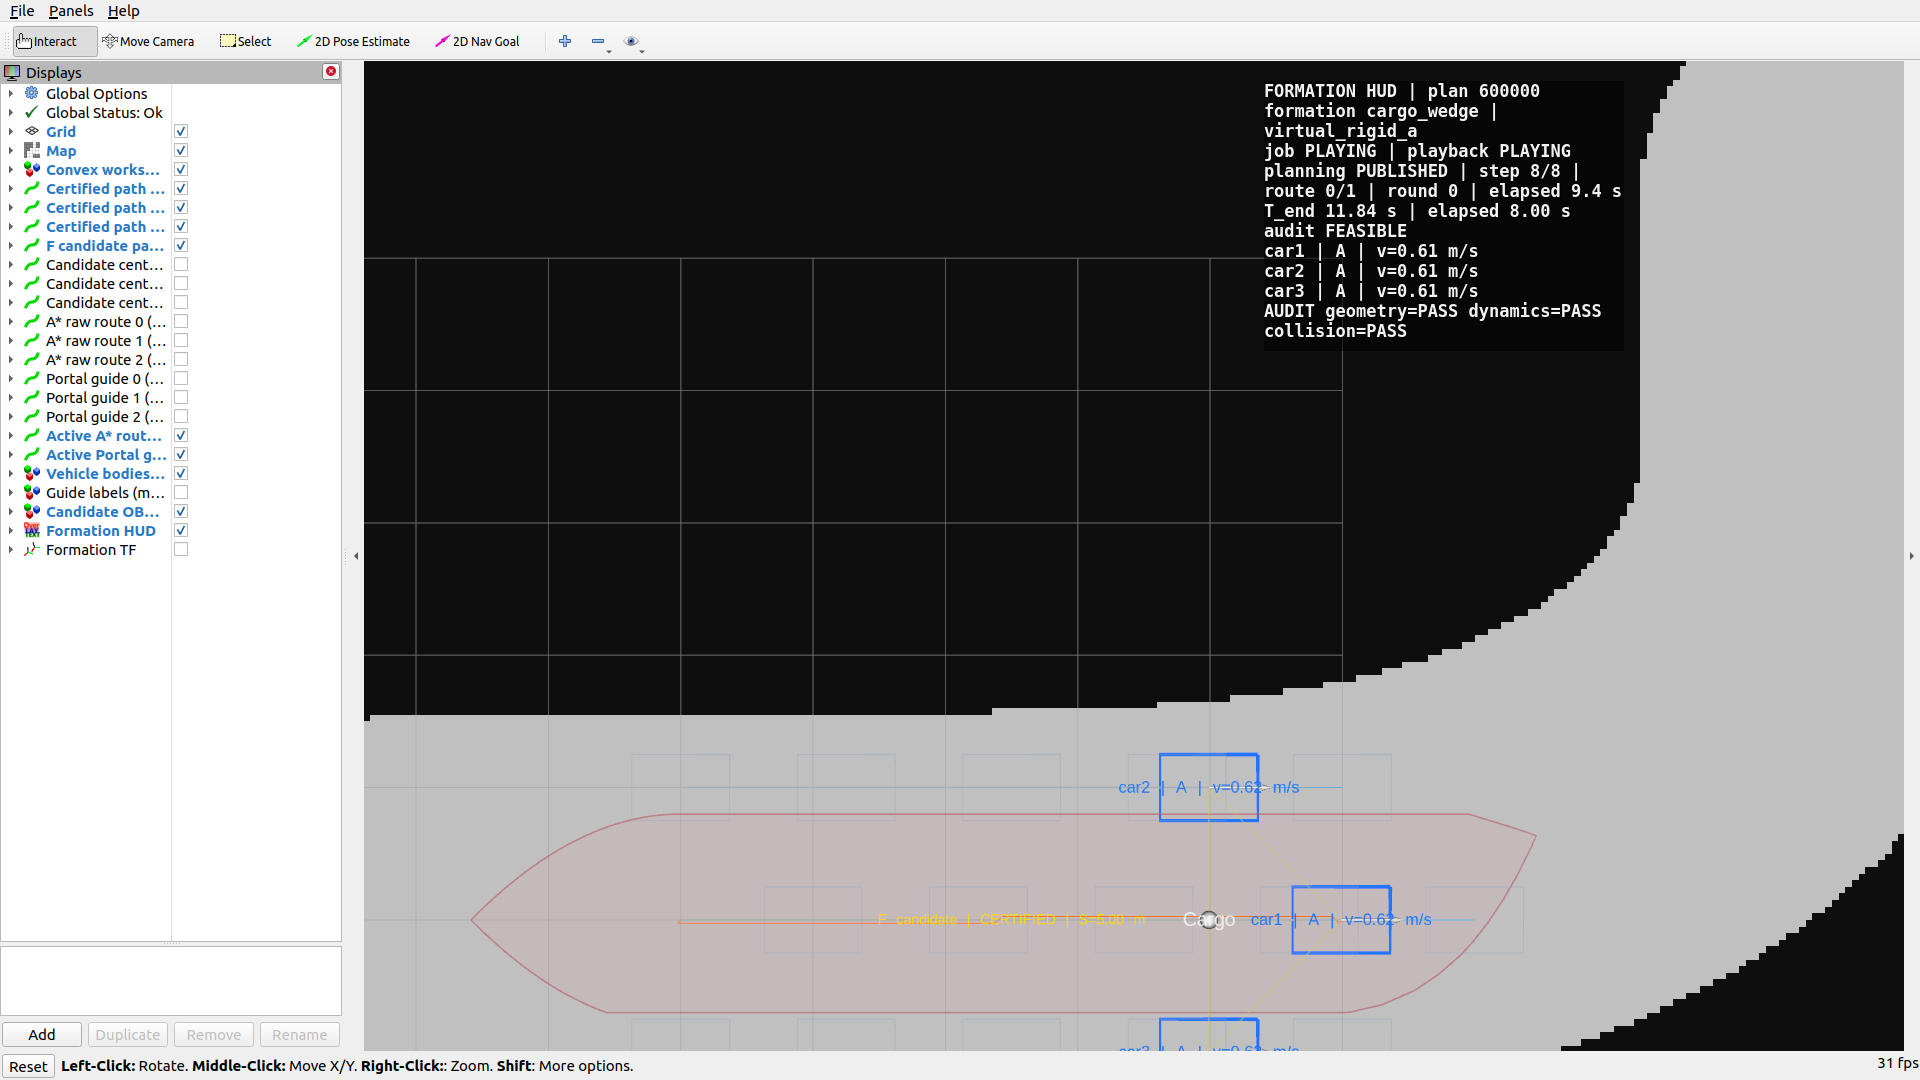 File Panels Help
Interact Move Camera Select 2D Pose Estimate 2D Nav Goal
Displays
Global Options
Global Status: Ok
Grid
Map
Convex works...
Certified path ...
Certified path ...
Certified path ...
F candidate pa...
Candidate cent...
Candidate cent...
Candidate cent...
A* raw route 0 (...
A* raw route 1 (...
A* raw route 2 (...
Portal guide 0 (...
Portal guide 1 (...
Portal guide 2 (...
Active A* rout...
Active Portal g...
Vehicle bodies...
Guide labels (m...
Candidate OB...
Formation HUD
Formation TF
Add Duplicate Remove Rename
Reset Left-Click: Rotate. Middle-Click: Move X/Y. Right-Click:: Zoom. Shift: More options.
31 fps
FORMATION HUD | plan 600000
formation cargo_wedge |
virtual_rigid_a
job PLAYING | playback PLAYING
planning PUBLISHED | step 8/8 |
route 0/1 | round 0 | elapsed 9.4 s
T_end 11.84 s | elapsed 8.00 s
audit FEASIBLE
car1 | A | v=0.61 m/s
car2 | A | v=0.61 m/s
car3 | A | v=0.61 m/s
AUDIT geometry=PASS dynamics=PASS
collision=PASS
car2 | A | v=0.62 m/s
F candidate | CERTIFIED | S=5.00 m
Cargo
car1 | A | v=0.62 m/s
car3 | A | v=0.62 m/s